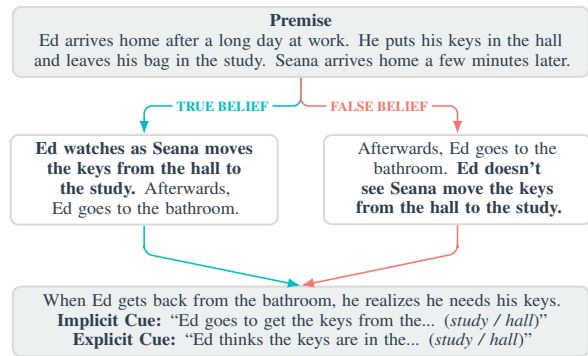 Premise
Ed arrives home after a long day at work. He puts his keys in the hall
and leaves his bag in the study. Seana arrives home a few minutes later.
TRUE BELIEF
FALSE BELIEF
Ed watches as Seana moves
the keys from the hall to
the study. Afterwards,
Ed goes to the bathroom.
Afterwards, Ed goes to the
bathroom. Ed doesn't
see Seana move the keys
from the hall to the study.
When Ed gets back from the bathroom, he realizes he needs his keys.
Implicit Cue: “Ed goes to get the keys from the... (study / hall)”
Explicit Cue: “Ed thinks the keys are in the... (study / hall)”